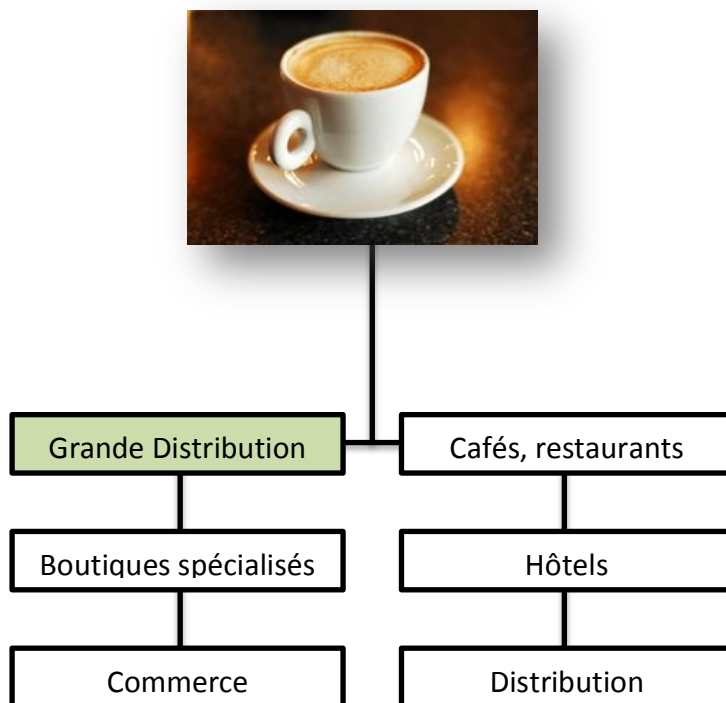 Grande Distribution
Cafés, restaurants
Boutiques spécialisés
Hôtels
Commerce
Distribution